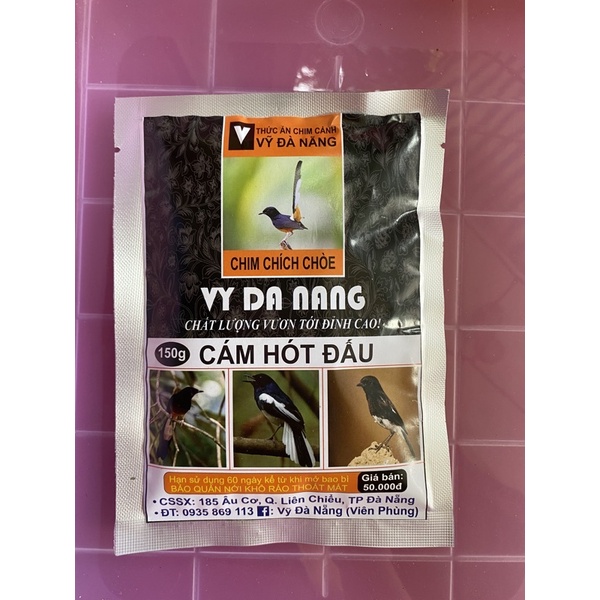 V
THỨC ĂN CHIM CẢNH
VỸ ĐÀ NẴNG
CHIM CHÍCH CHÒE
VY DA NANG
CHẤT LƯỢNG VƯƠN TỚI ĐỈNH CAO!
150g CÁM HÓT ĐẤU
Hạn sử dụng 60 ngày kể từ khi mở bao bì
BẢO QUẢN NƠI KHÔ RÁO THOÁT MÁT
Giá bán:
50.000đ
• CSSX: 185 Âu Cơ, Q. Liên Chiểu, TP Đà Nẵng
• ĐT: 0935 869 113 f: Vỹ Đà Nẵng (Viên Phùng)